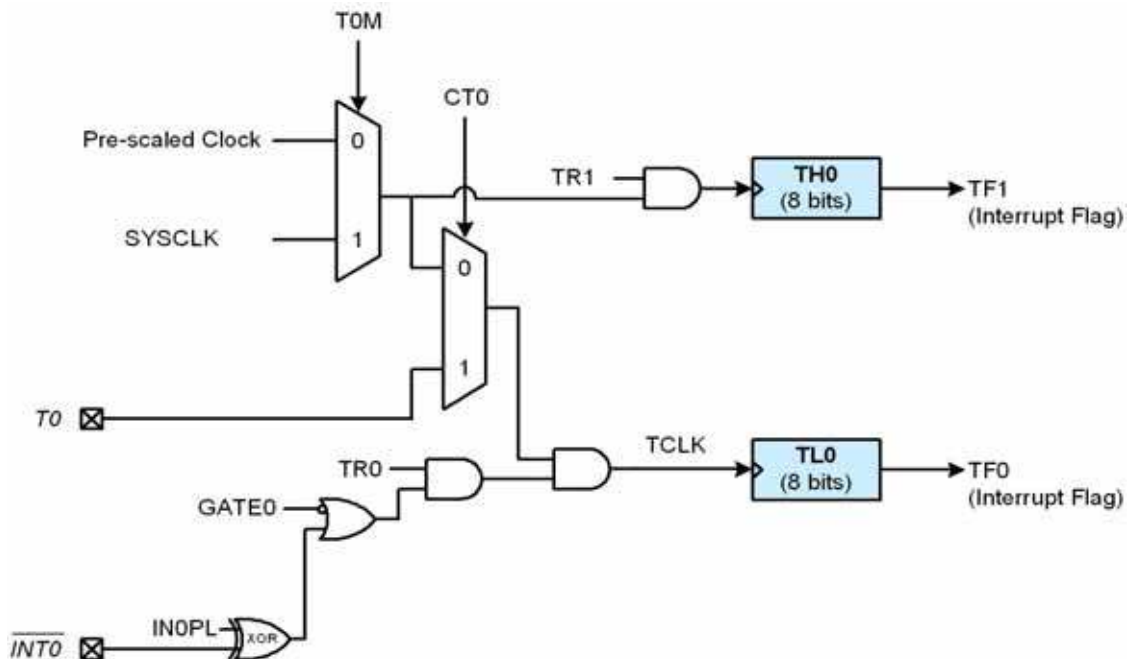 T0M
CT0
Pre-scaled Clock
0
TR1
TH0
(8 bits)
TF1
(Interrupt Flag)
SYSCLK
1
0
1
T0
TR0
TCLK
TL0
(8 bits)
TF0
(Interrupt Flag)
GATE0
IN0PL
XOR
INT0